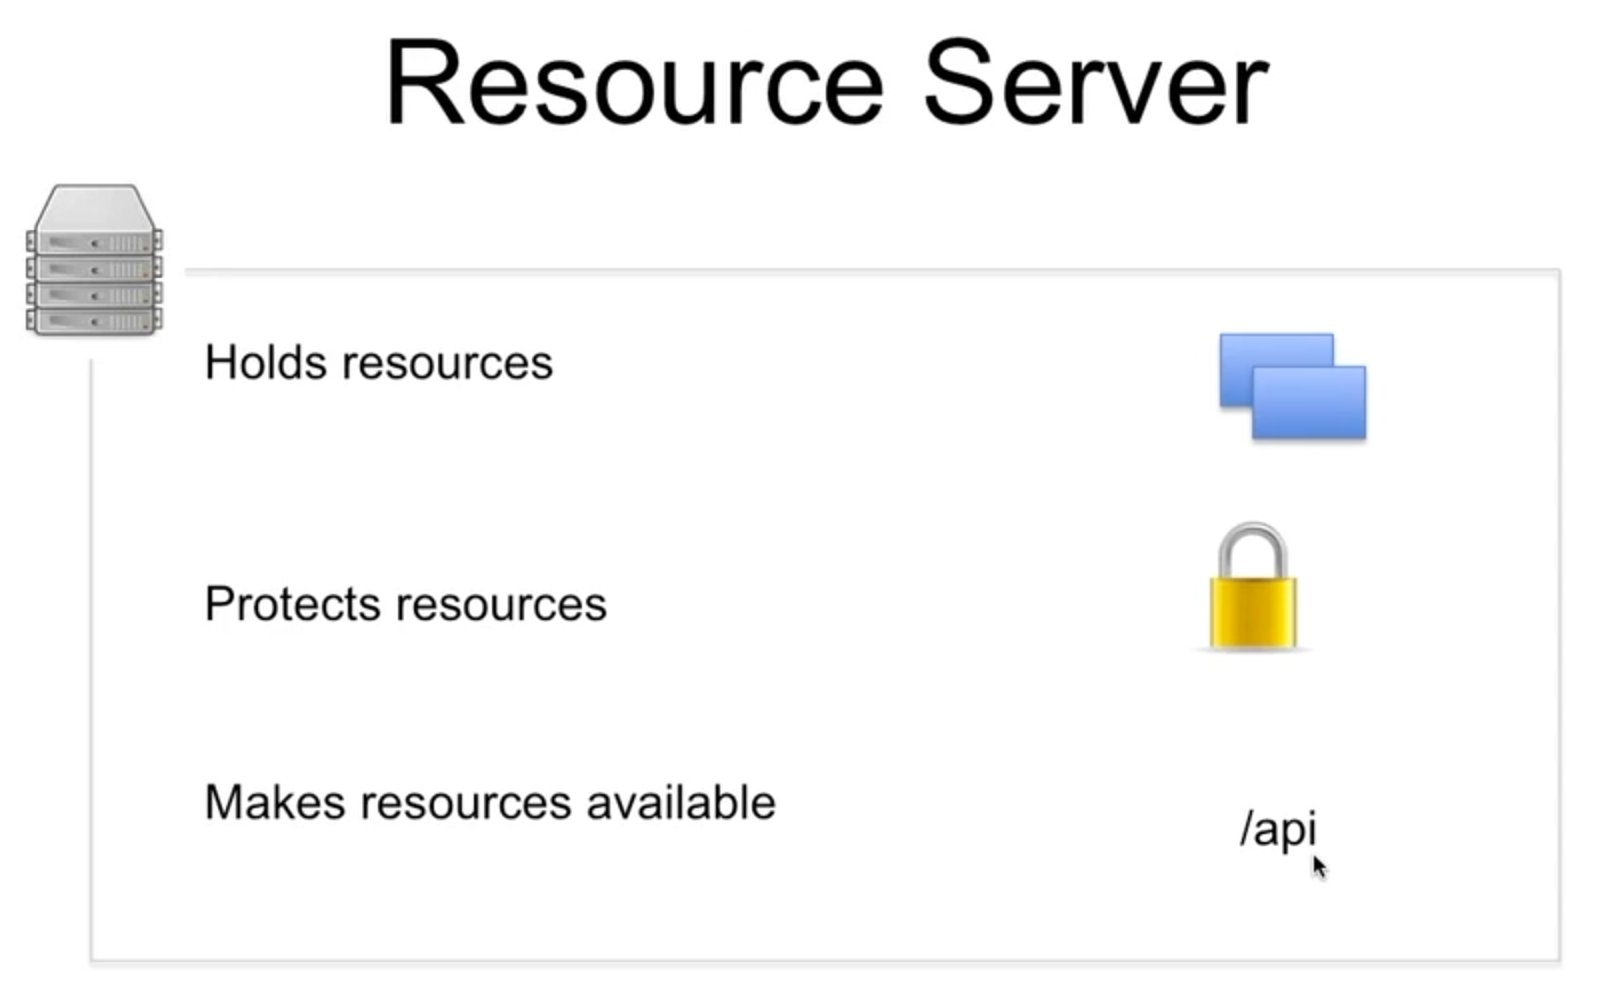 Resource Server
Holds resources
Protects resources
Makes resources available
/api